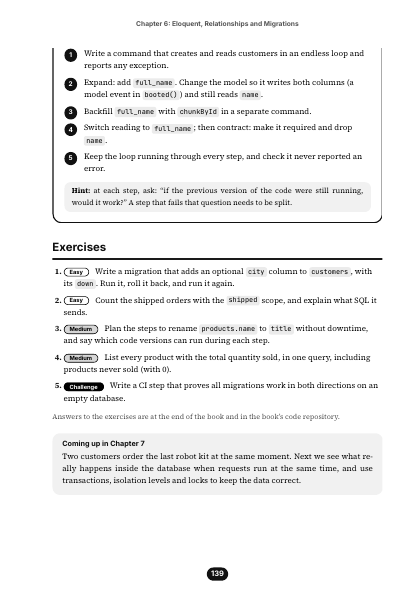 Chapter 6: Eloquent, Relationships and Migrations
1 Write a command that creates and reads customers in an endless loop and
reports any exception.
2 Expand: add full_name. Change the model so it writes both columns (a
model event in booted()) and still reads name.
3 Backfill full_name with chunkById in a separate command.
4 Switch reading to full_name; then contract: make it required and drop
name.
5 Keep the loop running through every step, and check it never reported an
error.
Hint: at each step, ask: “if the previous version of the code were still running,
would it work?” A step that fails that question needs to be split.
Exercises
1. Easy Write a migration that adds an optional city column to customers, with
its down. Run it, roll it back, and run it again.
2. Easy Count the shipped orders with the shipped scope, and explain what SQL it
sends.
3. Medium Plan the steps to rename products.name to title without downtime,
and say which code versions can run during each step.
4. Medium List every product with the total quantity sold, in one query, including
products never sold (with 0).
5. Challenge Write a CI step that proves all migrations work in both directions on an
empty database.
Answers to the exercises are at the end of the book and in the book’s code repository.
Coming up in Chapter 7
Two customers order the last robot kit at the same moment. Next we see what re-
ally happens inside the database when requests run at the same time, and use
transactions, isolation levels and locks to keep the data correct.
139